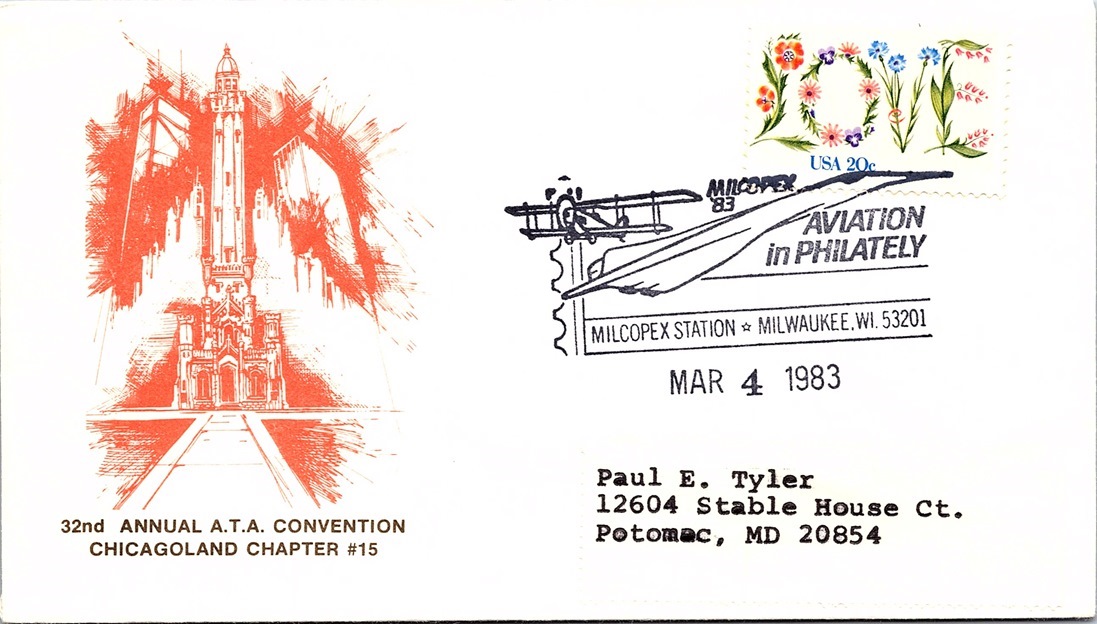 LOVE
USA 20c
MILCOPEX
'83
AVIATION
in PHILATELY
MILCOPEX STATION ☆ MILWAUKEE, WI. 53201
MAR 4 1983
Paul E. Tyler
12604 Stable House Ct.
Potomac, MD 20854
32nd ANNUAL A.T.A. CONVENTION
CHICAGOLAND CHAPTER #15